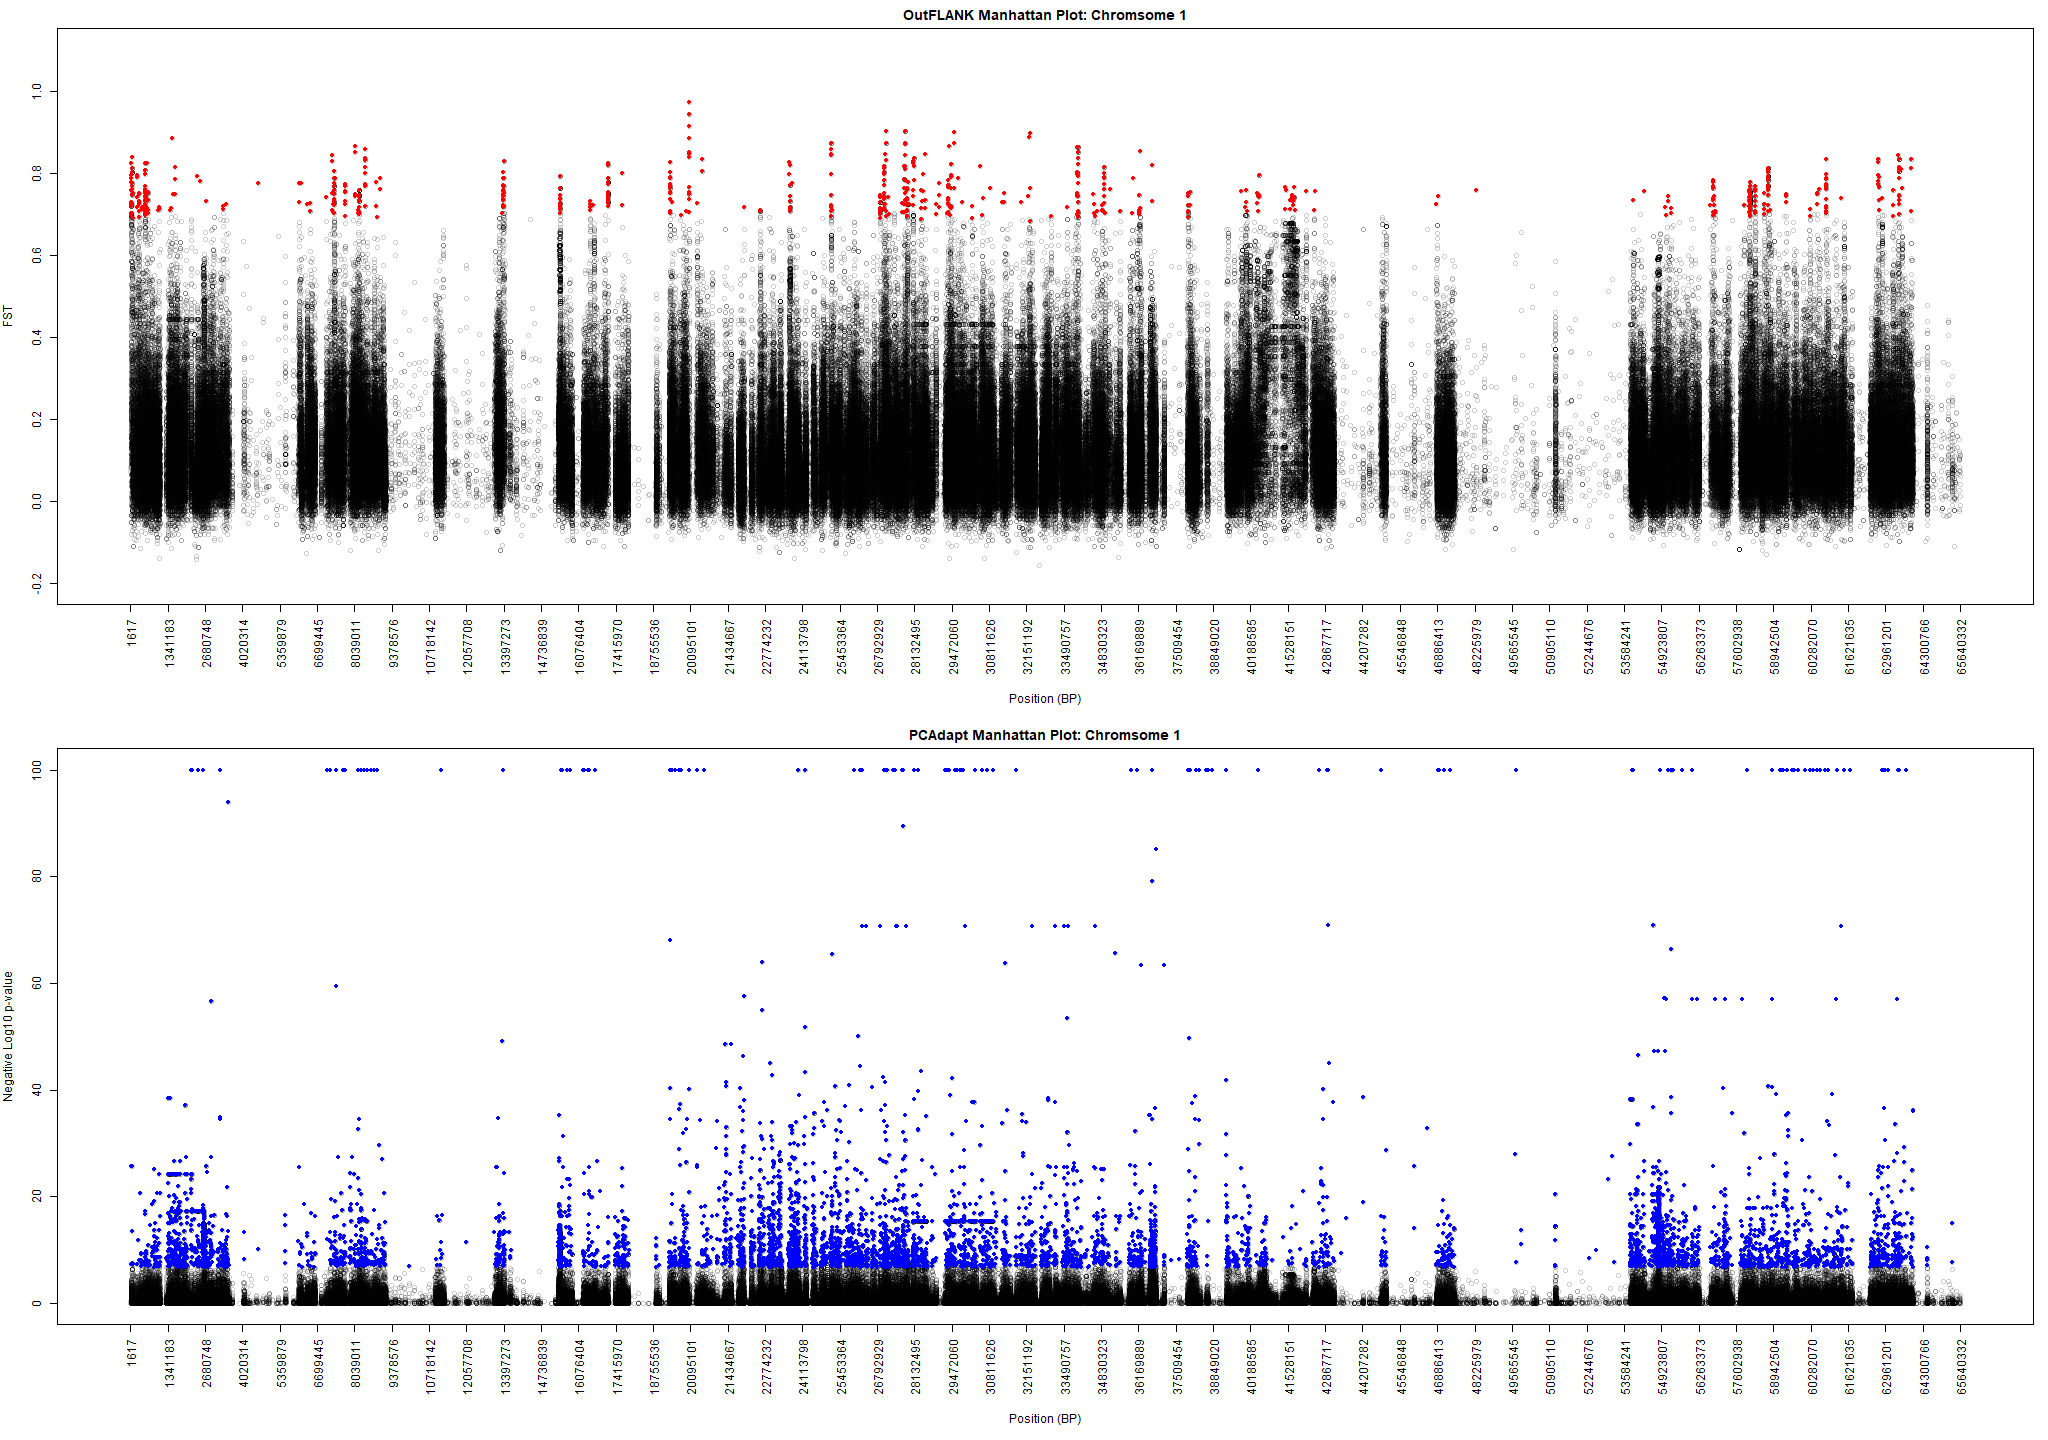 OutFLANK Manhattan Plot: Chromsome 1
FST
1.0
0.8
0.6
0.4
0.2
0.0
-0.2
1617 1341183 2680748 4020314 5359879 6699445 8039011 9378576 10718142 12057708 13397273 14736839 16076404 17415970 18755536 20095101 21434667 22774232 24113798 25453364 26792929 28132495 29472060 30811626 32151192 33490757 34830323 36169889 37509454 38849020 40188585 41528151 42867717 44207282 45546848 46886413 48225979 49565545 50905110 52244676 53584241 54923807 56263373 57602938 58942504 60282070 61621635 62961201 64300766 65640332
Position (BP)
PCAdapt Manhattan Plot: Chromsome 1
Negative Log10 p-value
100
80
60
40
20
0
1617 1341183 2680748 4020314 5359879 6699445 8039011 9378576 10718142 12057708 13397273 14736839 16076404 17415970 18755536 20095101 21434667 22774232 24113798 25453364 26792929 28132495 29472060 30811626 32151192 33490757 34830323 36169889 37509454 38849020 40188585 41528151 42867717 44207282 45546848 46886413 48225979 49565545 50905110 52244676 53584241 54923807 56263373 57602938 58942504 60282070 61621635 62961201 64300766 65640332
Position (BP)